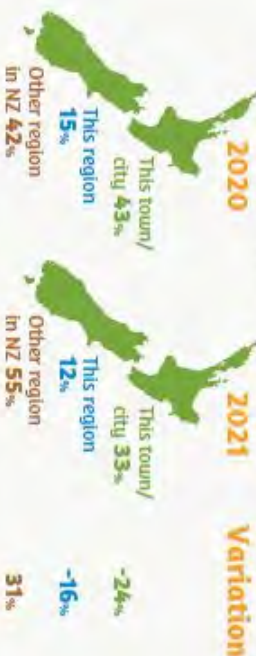 2020
This town/
city 43%
This region
15%
Other region
in NZ 42%
2021
This town/
city 33%
This region
12%
Other region
in NZ 55%
Variation
-24%
-16%
31%